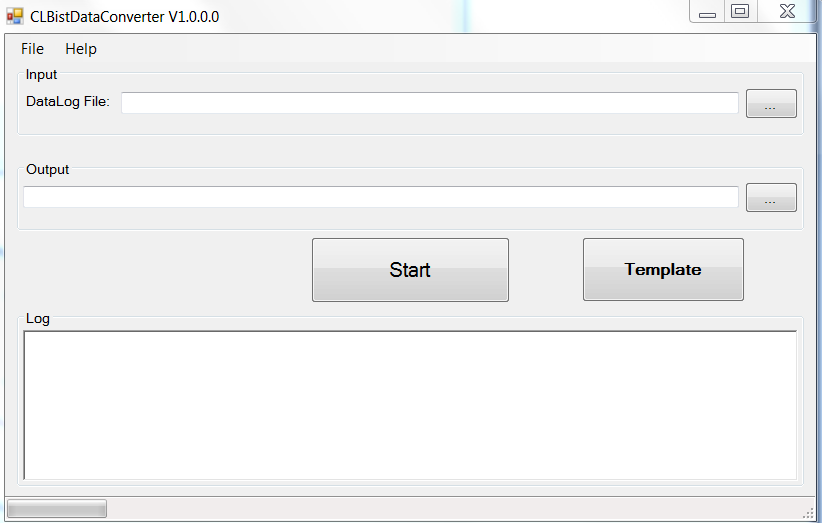 CLBistDataConverter V1.0.0.0
File Help
Input
DataLog File: ...
Output
...
Start Template
Log